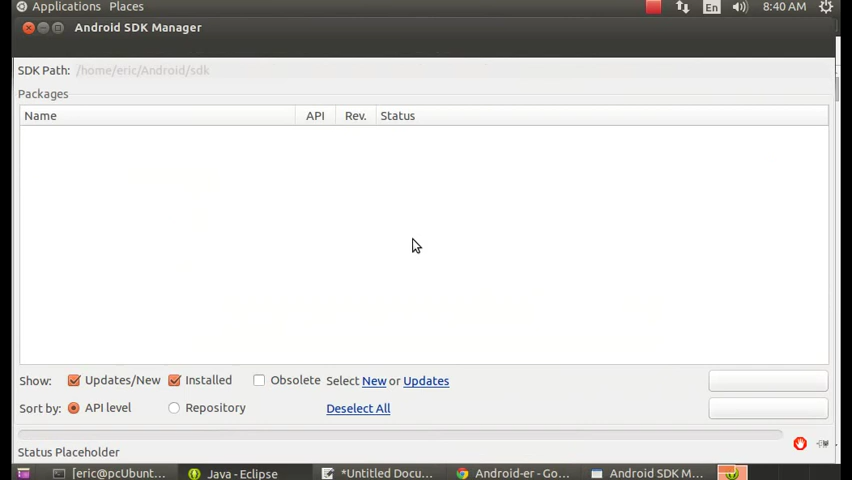 Applications Places En 8:40 AM
Android SDK Manager
SDK Path: /home/eric/Android/sdk
Packages
Name API Rev. Status
Show: Updates/New Installed Obsolete Select New or Updates
Sort by: API level Repository Deselect All
Status Placeholder
[eric@pcUbunt... Java - Eclipse *Untitled Docu... Android-er - Go... Android SDK M...